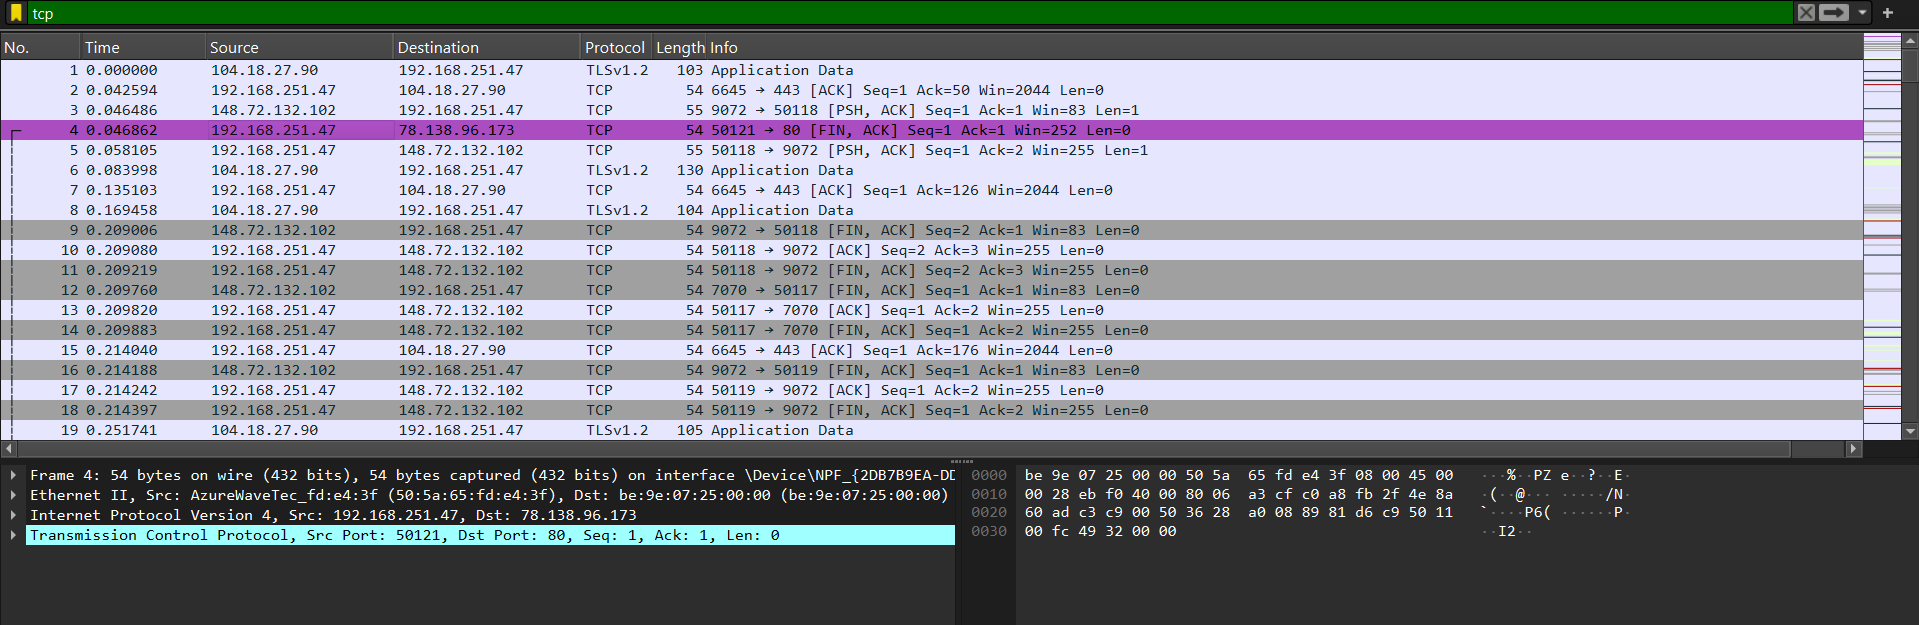 tcp
No. Time Source Destination Protocol Length Info
1 0.000000 104.18.27.90 192.168.251.47 TLSv1.2 103 Application Data
2 0.042594 192.168.251.47 104.18.27.90 TCP 54 6645 → 443 [ACK] Seq=1 Ack=50 Win=2044 Len=0
3 0.046486 148.72.132.102 192.168.251.47 TCP 55 9072 → 50118 [PSH, ACK] Seq=1 Ack=1 Win=83 Len=1
4 0.046862 192.168.251.47 78.138.96.173 TCP 54 50121 → 80 [FIN, ACK] Seq=1 Ack=1 Win=252 Len=0
5 0.058105 192.168.251.47 148.72.132.102 TCP 55 50118 → 9072 [PSH, ACK] Seq=1 Ack=2 Win=255 Len=1
6 0.083998 104.18.27.90 192.168.251.47 TLSv1.2 130 Application Data
7 0.135103 192.168.251.47 104.18.27.90 TCP 54 6645 → 443 [ACK] Seq=1 Ack=126 Win=2044 Len=0
8 0.169458 104.18.27.90 192.168.251.47 TLSv1.2 104 Application Data
9 0.209006 148.72.132.102 192.168.251.47 TCP 54 9072 → 50118 [FIN, ACK] Seq=2 Ack=1 Win=83 Len=0
10 0.209080 192.168.251.47 148.72.132.102 TCP 54 50118 → 9072 [ACK] Seq=2 Ack=3 Win=255 Len=0
11 0.209219 192.168.251.47 148.72.132.102 TCP 54 50118 → 9072 [FIN, ACK] Seq=2 Ack=3 Win=255 Len=0
12 0.209760 148.72.132.102 192.168.251.47 TCP 54 7070 → 50117 [FIN, ACK] Seq=1 Ack=1 Win=83 Len=0
13 0.209820 192.168.251.47 148.72.132.102 TCP 54 50117 → 7070 [ACK] Seq=1 Ack=2 Win=255 Len=0
14 0.209883 192.168.251.47 148.72.132.102 TCP 54 50117 → 7070 [FIN, ACK] Seq=1 Ack=2 Win=255 Len=0
15 0.214040 192.168.251.47 104.18.27.90 TCP 54 6645 → 443 [ACK] Seq=1 Ack=176 Win=2044 Len=0
16 0.214188 148.72.132.102 192.168.251.47 TCP 54 9072 → 50119 [FIN, ACK] Seq=1 Ack=1 Win=83 Len=0
17 0.214242 192.168.251.47 148.72.132.102 TCP 54 50119 → 9072 [ACK] Seq=1 Ack=2 Win=255 Len=0
18 0.214397 192.168.251.47 148.72.132.102 TCP 54 50119 → 9072 [FIN, ACK] Seq=1 Ack=2 Win=255 Len=0
19 0.251741 104.18.27.90 192.168.251.47 TLSv1.2 105 Application Data
Frame 4: 54 bytes on wire (432 bits), 54 bytes captured (432 bits) on interface \Device\NPF_{2DB7B9EA-DD
Ethernet II, Src: AzureWaveTec_fd:e4:3f (50:5a:65:fd:e4:3f), Dst: be:9e:07:25:00:00 (be:9e:07:25:00:00)
Internet Protocol Version 4, Src: 192.168.251.47, Dst: 78.138.96.173
Transmission Control Protocol, Src Port: 50121, Dst Port: 80, Seq: 1, Ack: 1, Len: 0
0000 be 9e 07 25 00 00 50 5a 65 fd e4 3f 08 00 45 00 ···%··PZ e··?··E·
0010 00 28 eb f0 40 00 80 06 a3 cf c0 a8 fb 2f 4e 8a ·(··@··· ·····/N·
0020 60 ad c3 c9 00 50 36 28 a0 08 89 81 d6 c9 50 11 `····P6( ······P·
0030 00 fc 49 32 00 00 ··I2··